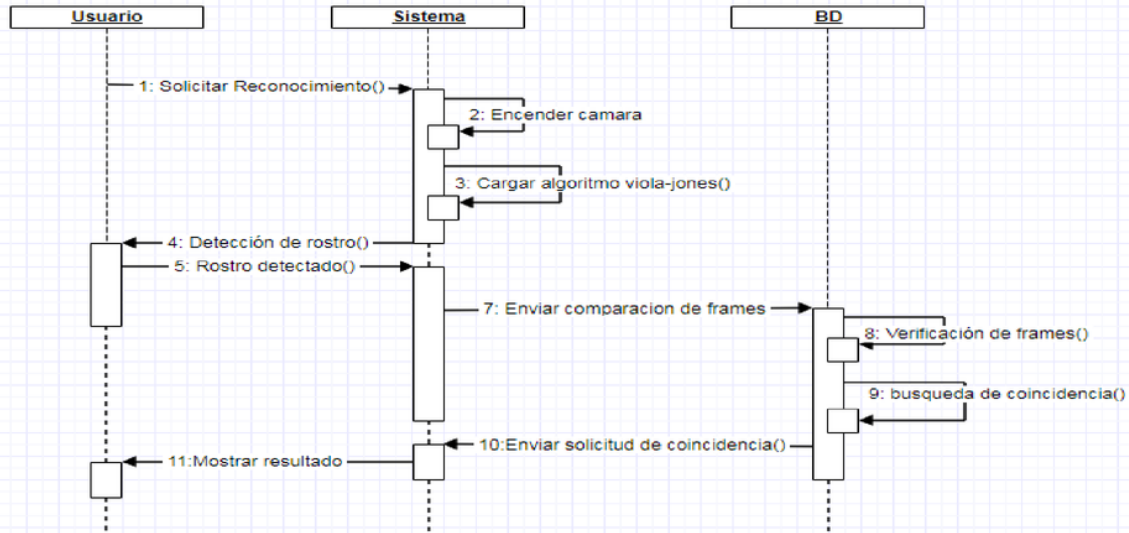 Usuario
Sistema
BD
1: Solicitar Reconocimiento()
2: Encender camara
3: Cargar algoritmo viola-jones()
4: Detección de rostro()
5: Rostro detectado()
7: Enviar comparacion de frames
8: Verificación de frames()
9: busqueda de coincidencia()
10:Enviar solicitud de coincidencia()
11:Mostrar resultado